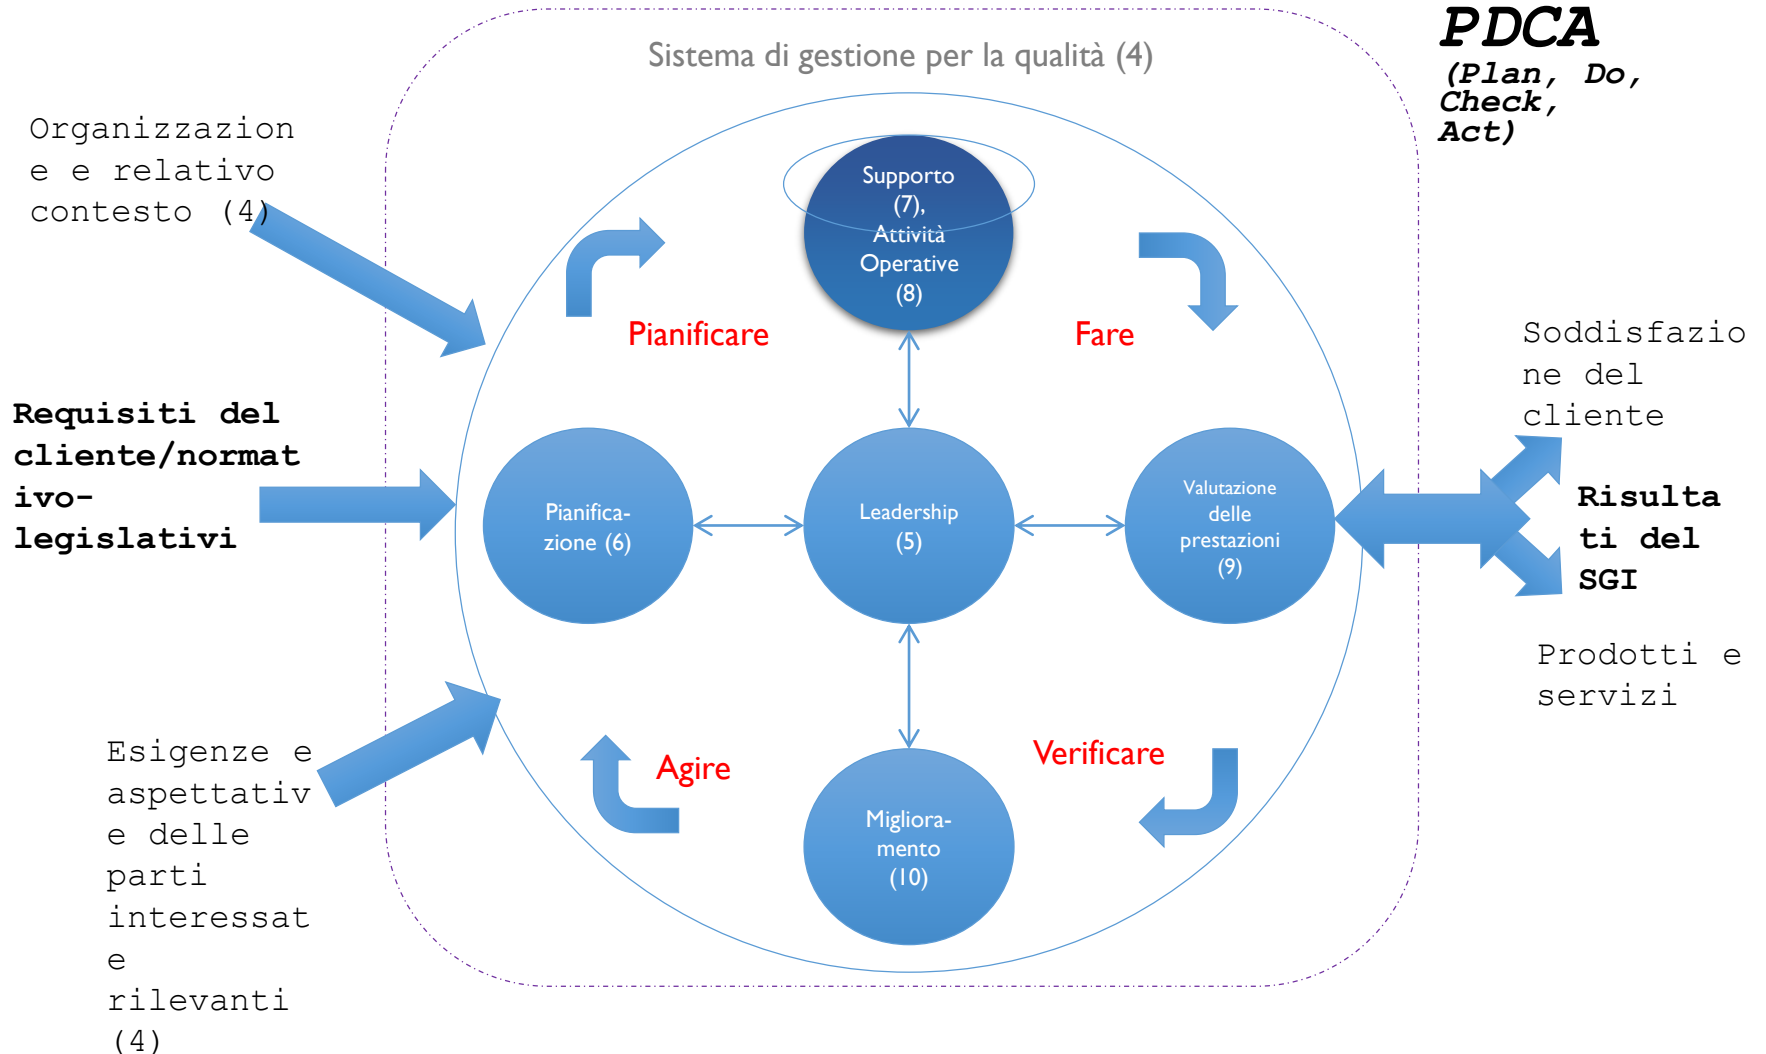 PDCA
(Plan, Do,
Check,
Act)
Sistema di gestione per la qualità (4)
Organizzazion
e e relativo
contesto (4)
Requisiti del
cliente/normat
ivo-
legislativi
Esigenze e
aspettativ
e delle
parti
interessat
e
rilevanti
(4)
Supporto
(7),
Attività
Operative
(8)
Pianificare
Fare
Pianifica-
zione (6)
Leadership
(5)
Valutazione
delle
prestazioni
(9)
Agire
Verificare
Migliora-
mento
(10)
Soddisfazio
ne del
cliente
Risulta
ti del
SGI
Prodotti e
servizi